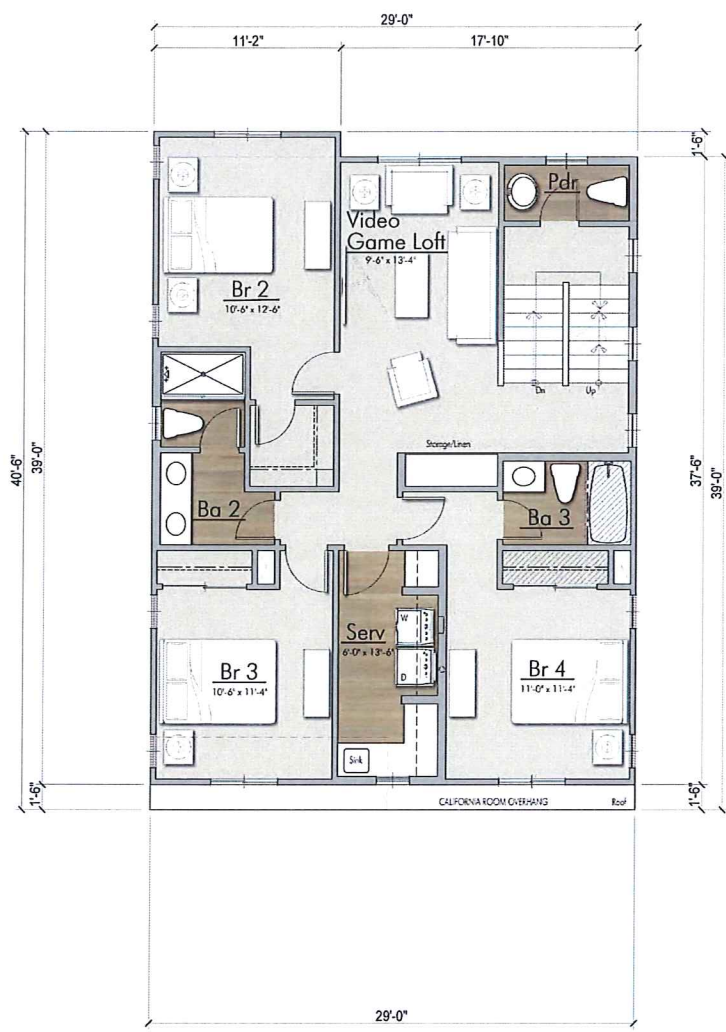 29'-0"
11'-2" 17'-10"
1'-6"
Pdr
Video
Game Loft
9'-6" x 13'-4"
Br 2
10'-6" x 12'-6"
Dn Up
Storage/Linen
40'-6" 39'-0" 37'-6" 39'-0"
Ba 2
Ba 3
W
Serv
6'-0" x 13'-6"
D
Br 3
10'-6" x 11'-4"
Br 4
11'-0" x 11'-4"
Sink
1'-6" 1'-6"
CALIFORNIA ROOM OVERHANG Roof
29'-0"